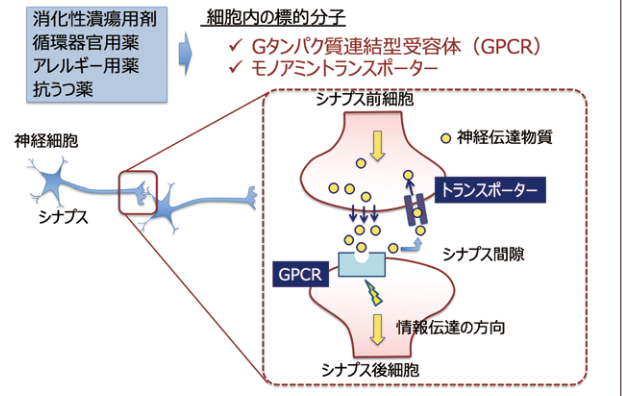 消化性潰瘍用剤
循環器官用薬
アレルギー用薬
抗うつ薬
細胞内の標的分子
✓ Gタンパク質連結型受容体（GPCR）
✓ モノアミントランスポーター
シナプス前細胞
神経伝達物質
神経細胞
トランスポーター
シナプス
シナプス間隙
GPCR
情報伝達の方向
シナプス後細胞